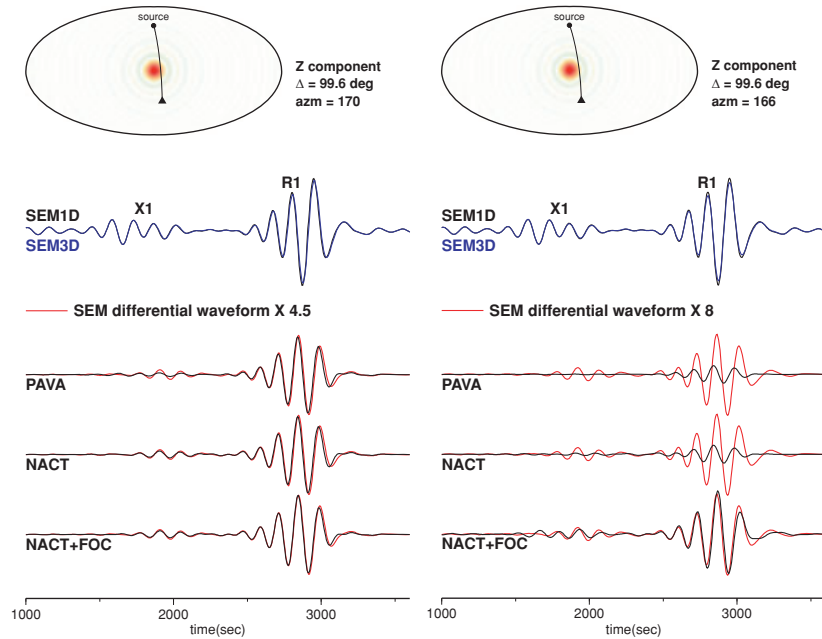 source
Z component
Δ = 99.6 deg
azm = 170
R1
X1
SEM1D
SEM3D
SEM differential waveform X 4.5
PAVA
NACT
NACT+FOC
1000 2000 3000
time(sec)
source
Z component
Δ = 99.6 deg
azm = 166
R1
X1
SEM1D
SEM3D
SEM differential waveform X 8
PAVA
NACT
NACT+FOC
1000 2000 3000
time(sec)